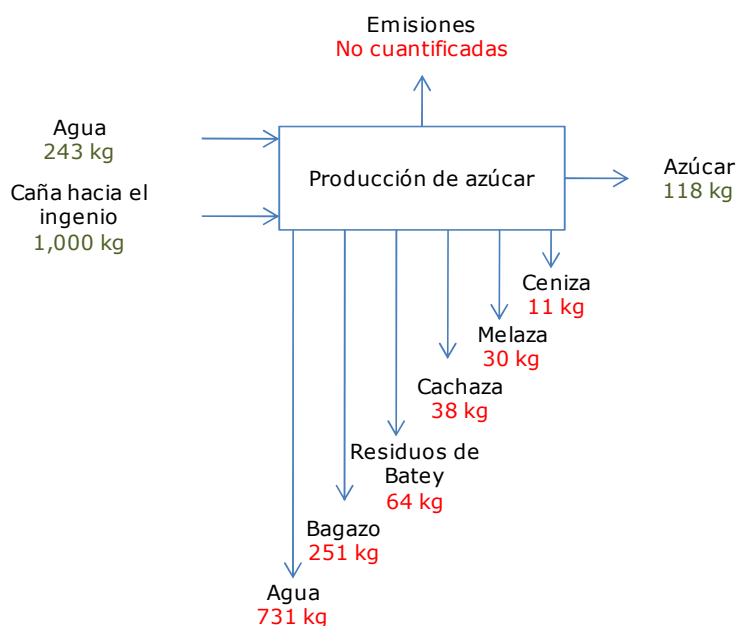 Emisiones
No cuantificadas
Agua
243 kg
Caña hacia el
ingenio
1,000 kg
Producción de azúcar
Azúcar
118 kg
Ceniza
11 kg
Melaza
30 kg
Cachaza
38 kg
Residuos de
Batey
64 kg
Bagazo
251 kg
Agua
731 kg